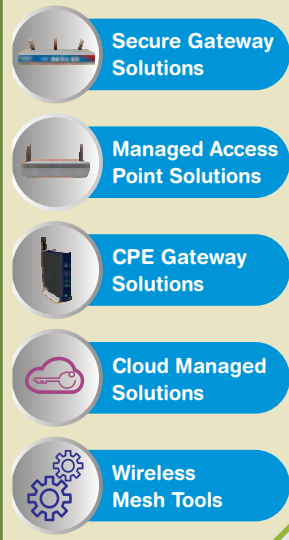 Secure Gateway
Solutions
Managed Access
Point Solutions
CPE Gateway
Solutions
Cloud Managed
Solutions
Wireless
Mesh Tools